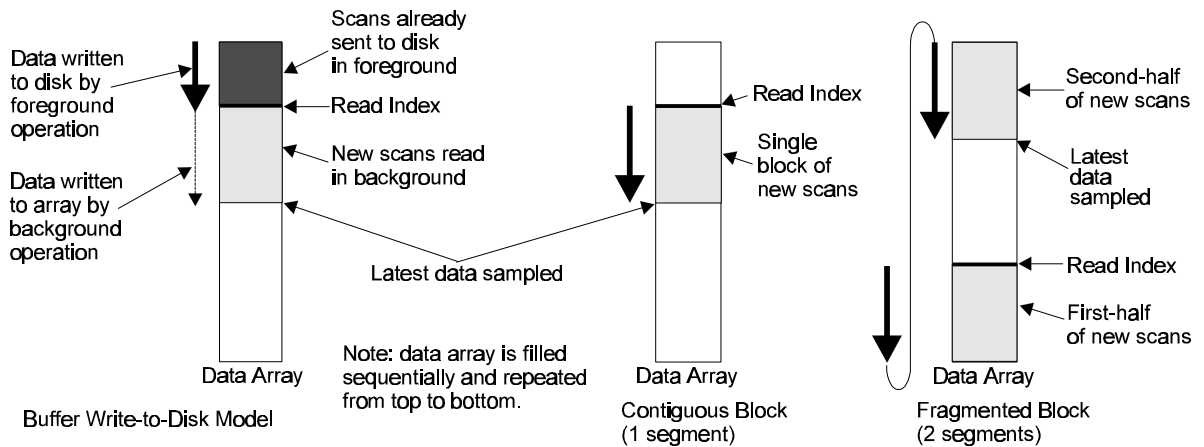 Data written
to disk by
foreground
operation
Data written
to array by
background
operation
Scans already
sent to disk
in foreground
Read Index
New scans read
in background
Latest data sampled
Data Array
Note: data array is filled
sequentially and repeated
from top to bottom.
Buffer Write-to-Disk Model
Read Index
Single
block of
new scans
Data Array
Contiguous Block
(1 segment)
Second-half
of new scans
Latest
data
sampled
Read Index
First-half
of new scans
Data Array
Fragmented Block
(2 segments)